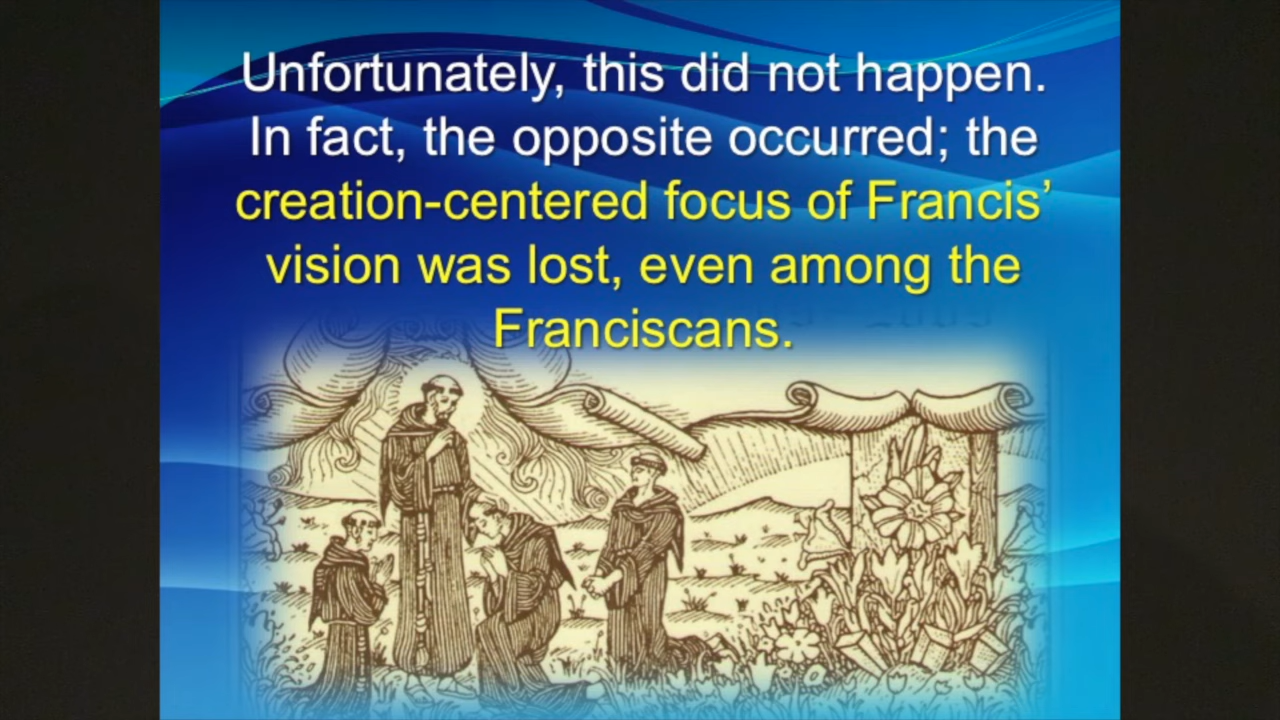 Unfortunately, this did not happen.
In fact, the opposite occurred; the
creation-centered focus of Francis’
vision was lost, even among the
Franciscans.